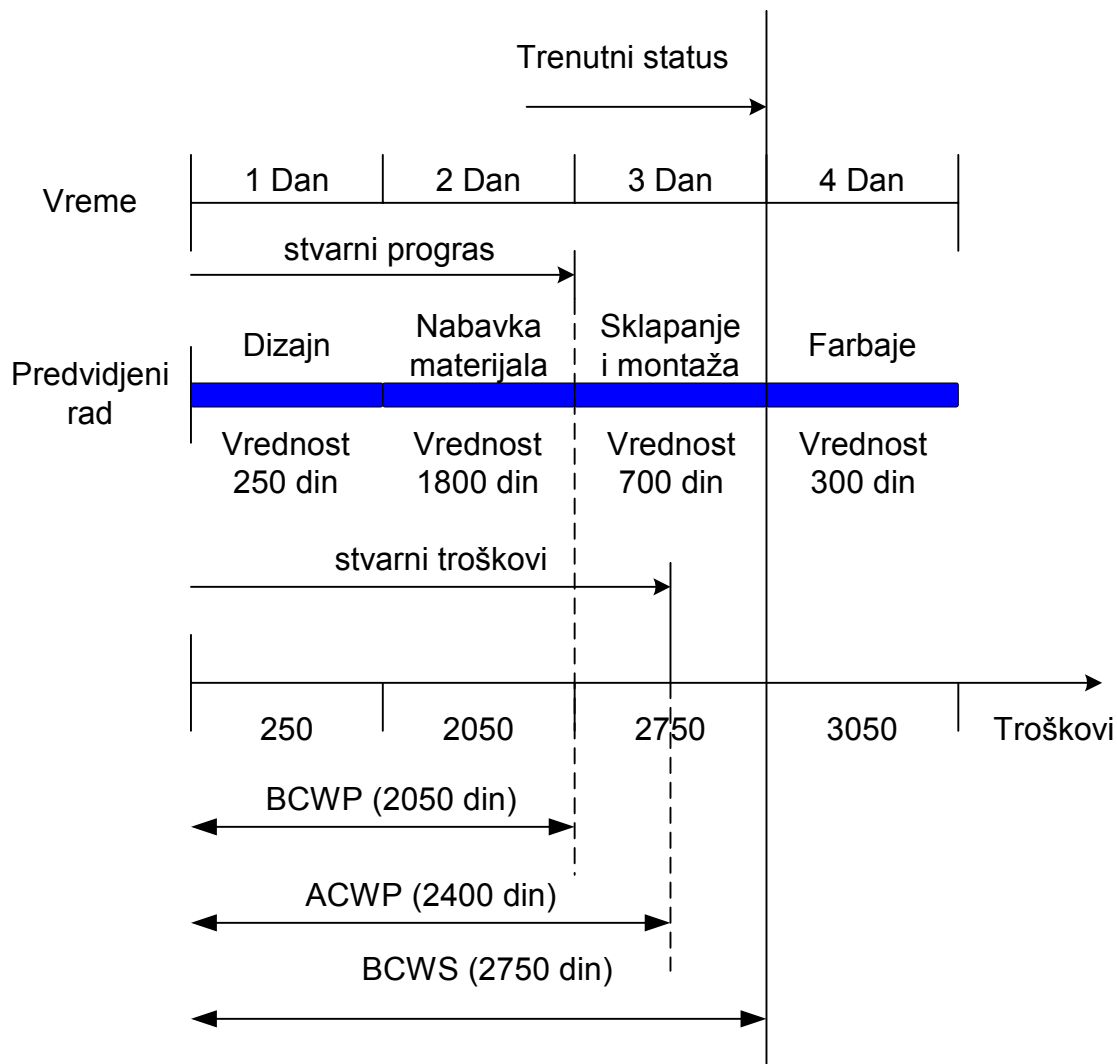 Trenutni status
1 Dan 2 Dan 3 Dan 4 Dan
Vreme
stvarni progras
Dizajn
Nabavka
materijala
Sklapanje
i montaža
Farbaje
Predvidjeni
rad
Vrednost
250 din
Vrednost
1800 din
Vrednost
700 din
Vrednost
300 din
stvarni troškovi
250 2050 2750 3050 Troškovi
BCWP (2050 din)
ACWP (2400 din)
BCWS (2750 din)